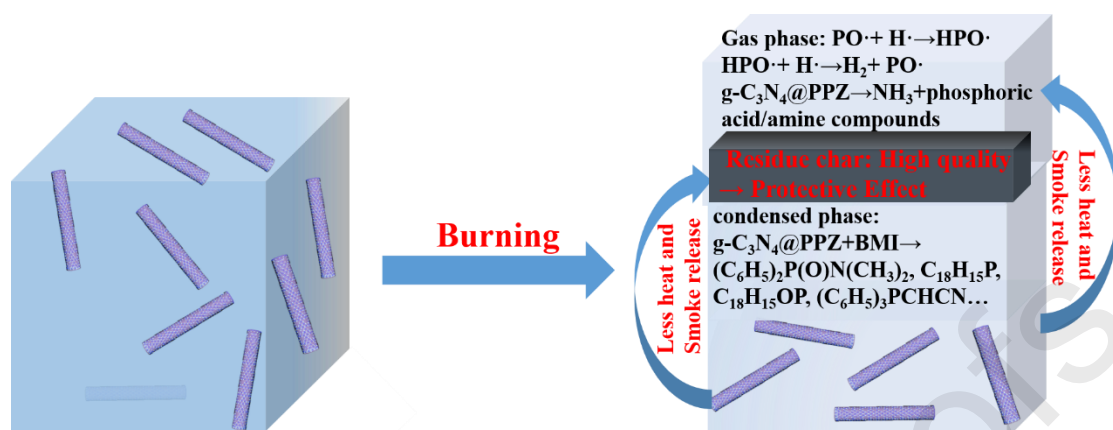 Burning
Gas phase: PO·+ H·→HPO·
HPO·+ H·→H₂+ PO·
g-C₃N₄@PPZ→NH₃+phosphoric
acid/amine compounds
Residue char: High quality
→ Protective Effect
condensed phase:
g-C₃N₄@PPZ+BMI→
(C₆H₅)₂P(O)N(CH₃)₂, C₁₈H₁₅P,
C₁₈H₁₅OP, (C₆H₅)₃PCHCN…
Less heat and
Smoke release
Less heat and
Smoke release
ofs